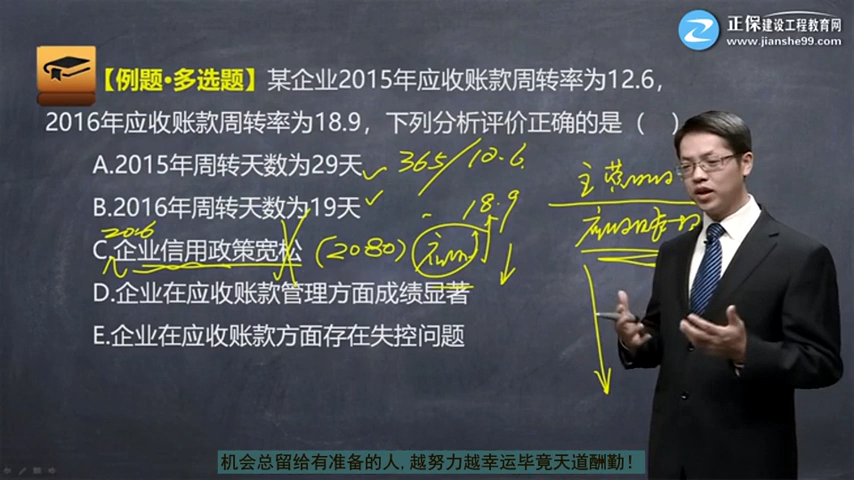 正保建设工程教育网
www.jianshe99.com
【例题·多选题】某企业2015年应收账款周转率为12.6，
2016年应收账款周转率为18.9，下列分析评价正确的是（ ）
A.2015年周转天数为29天
365/12.6
B.2016年周转天数为19天
18.9
2016
C.企业信用政策宽松
(2080)
D.企业在应收账款管理方面成绩显著
E.企业在应收账款方面存在失控问题
机会总留给有准备的人,越努力越幸运毕竟天道酬勤!